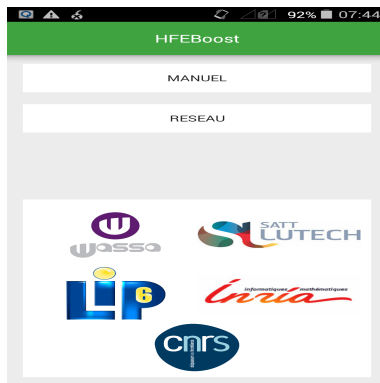 92% 07:44
HFEBoost
MANUEL
RESEAU
wassa
SATT
LUTECH
LIP6
informatiques mathématiques
inria
cnrs